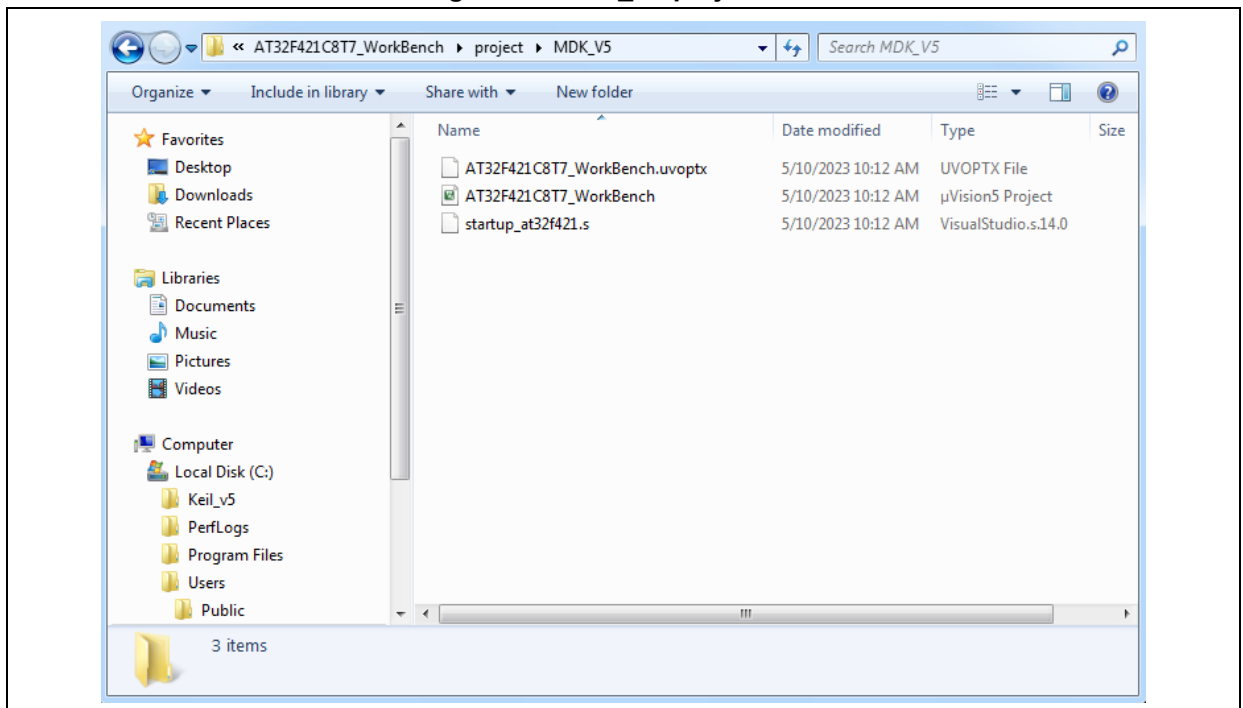 « AT32F421C8T7_WorkBench ▸ project ▸ MDK_V5
Search MDK_V5
Organize Include in library Share with New folder
Name Date modified Type Size
AT32F421C8T7_WorkBench.uvoptx 5/10/2023 10:12 AM UVOPTX File
AT32F421C8T7_WorkBench 5/10/2023 10:12 AM µVision5 Project
startup_at32f421.s 5/10/2023 10:12 AM VisualStudio.s.14.0
Favorites
Desktop
Downloads
Recent Places
Libraries
Documents
Music
Pictures
Videos
Computer
Local Disk (C:)
Keil_v5
PerfLogs
Program Files
Users
Public
3 items